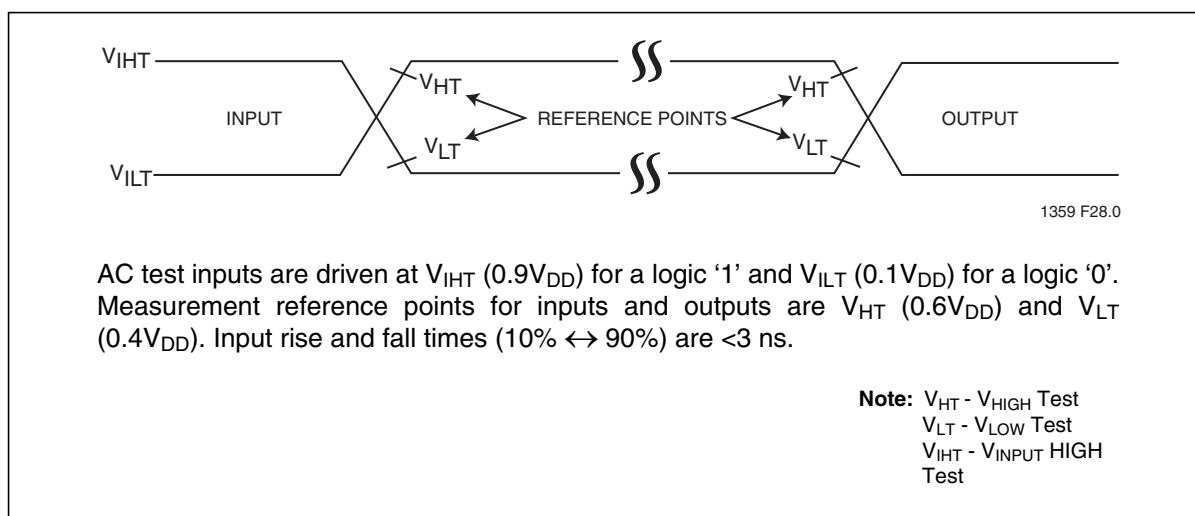 VIHT
VHT
VHT
INPUT
REFERENCE POINTS
OUTPUT
VLT
VLT
VILT
1359 F28.0
AC test inputs are driven at VIHT (0.9VDD) for a logic ‘1’ and VILT (0.1VDD) for a logic ‘0’.
Measurement reference points for inputs and outputs are VHT (0.6VDD) and VLT
(0.4VDD). Input rise and fall times (10% ↔ 90%) are <3 ns.
Note: VHT - VHIGH Test
VLT - VLOW Test
VIHT - VINPUT HIGH
Test